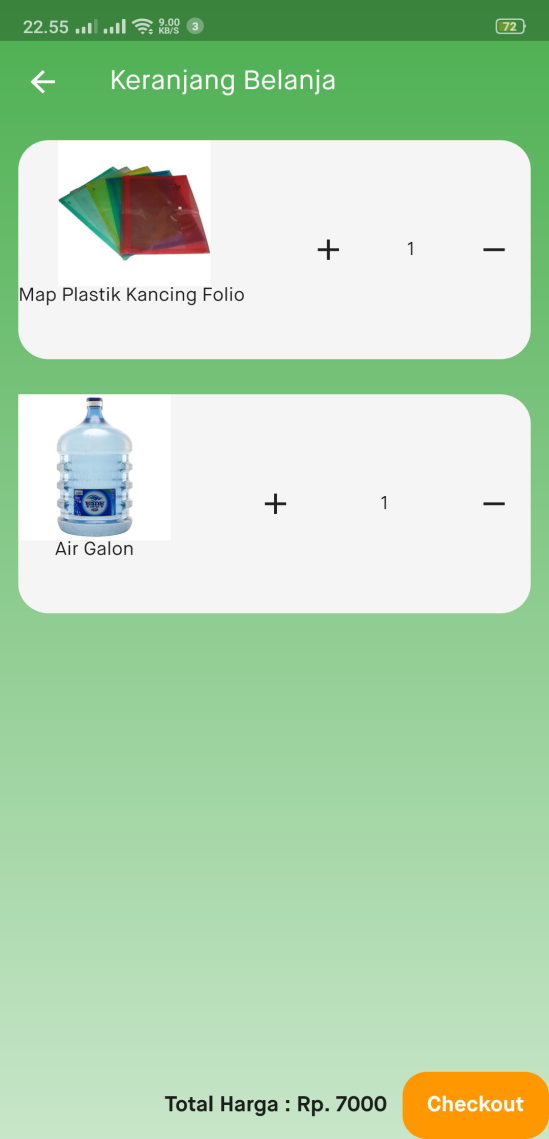 22.55
9.00
KB/S
3
72
Keranjang Belanja
1
Map Plastik Kancing Folio
1
Air Galon
Total Harga : Rp. 7000
Checkout